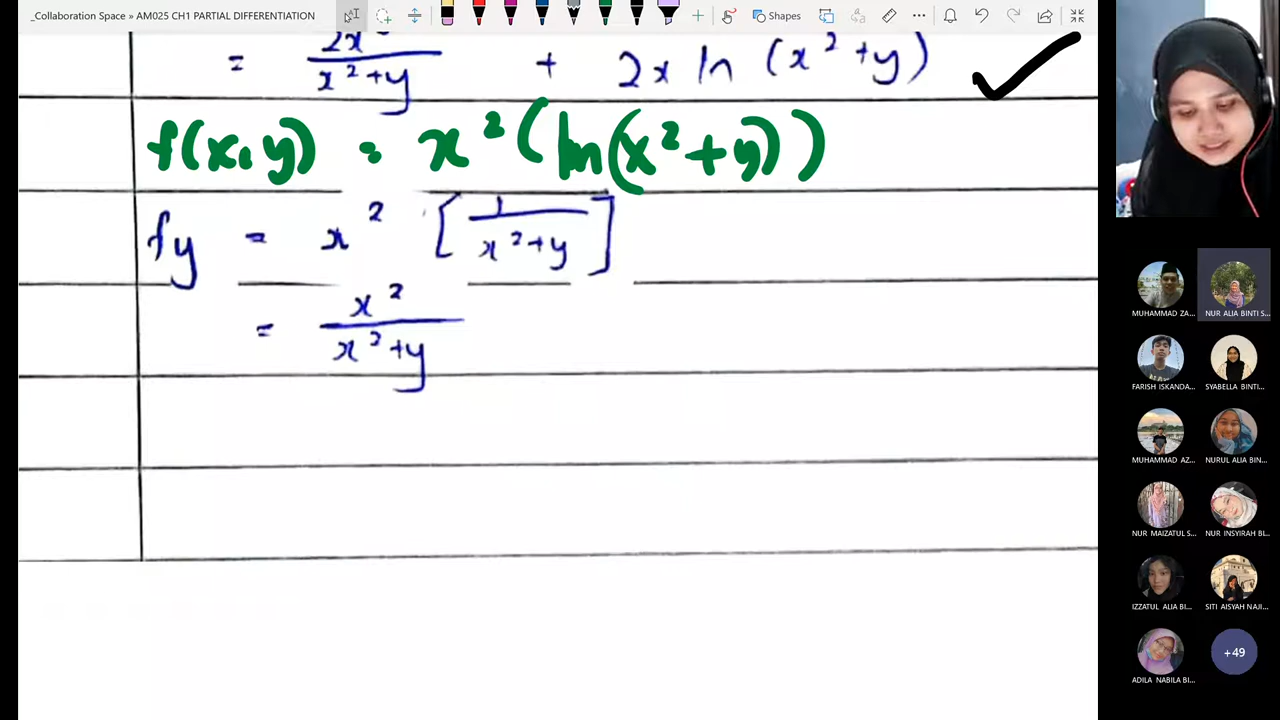 _Collaboration Space » AM025 CH1 PARTIAL DIFFERENTIATION
Shapes
= 2x³/(x²+y) + 2x ln (x²+y) ✓
f(x,y) = x²(ln(x²+y))
fy = x² [1/(x²+y)]
= x²/(x²+y)
MUHAMMAD ZA...
NUR ALIA BINTI S...
FARISH ISKANDA...
SYABELLA BINTI...
MUHAMMAD AZ...
NURUL ALIA BIN...
NUR MAIZATUL S...
NUR INSYIRAH BI...
IZZATUL ALIA BI...
SITI AISYAH NAJI...
ADILA NABILA BI...
+49